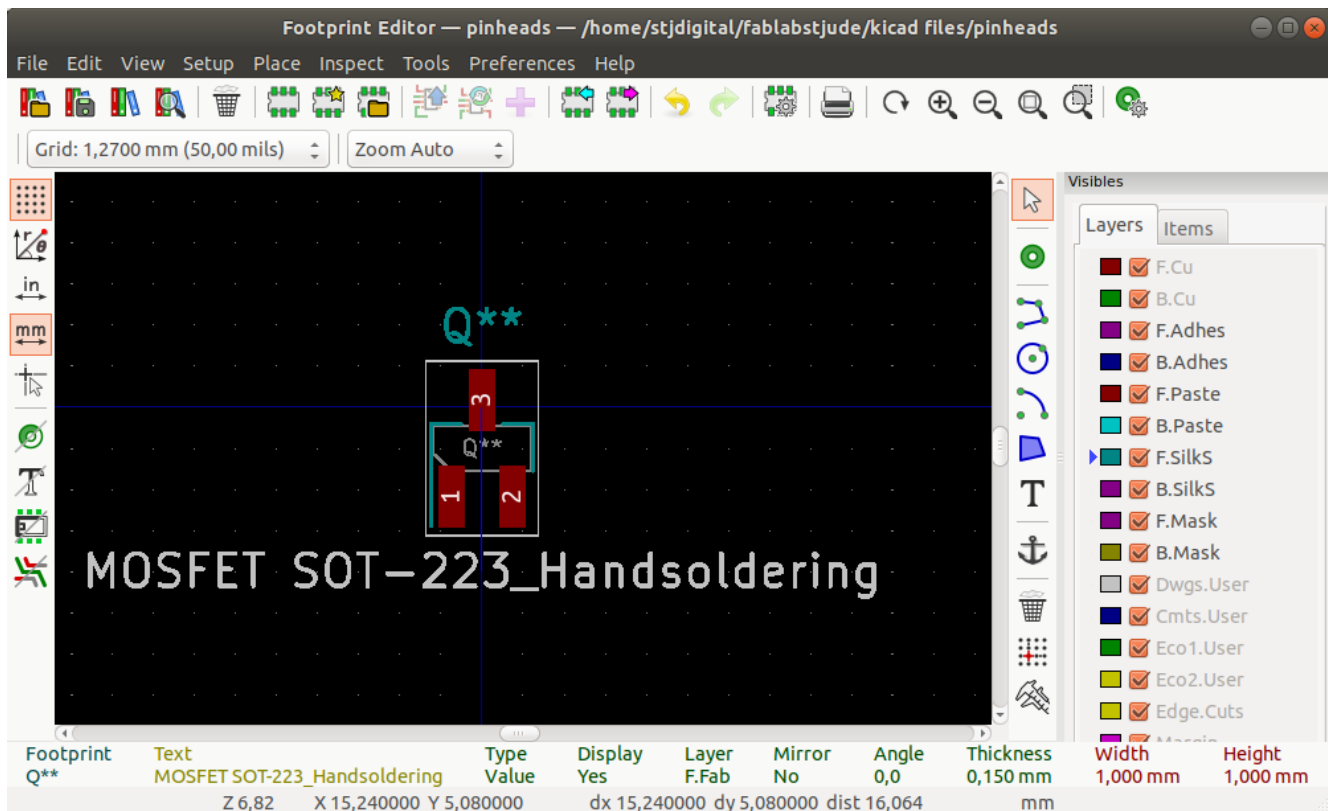 Footprint Editor — pinheads — /home/stjdigital/fablabstjude/kicad files/pinheads
File Edit View Setup Place Inspect Tools Preferences Help
Grid: 1,2700 mm (50,00 mils) Zoom Auto
in
mm
Visibles
Layers Items
F.Cu
B.Cu
F.Adhes
B.Adhes
F.Paste
B.Paste
F.SilkS
B.SilkS
F.Mask
B.Mask
Dwgs.User
Cmts.User
Eco1.User
Eco2.User
Edge.Cuts
Margin
Q**
3
Q**
1 2
MOSFET SOT-223_Handsoldering
Footprint Text Type Display Layer Mirror Angle Thickness Width Height
Q** MOSFET SOT-223_Handsoldering Value Yes F.Fab No 0,0 0,150 mm 1,000 mm 1,000 mm
Z 6,82 X 15,240000 Y 5,080000 dx 15,240000 dy 5,080000 dist 16,064 mm